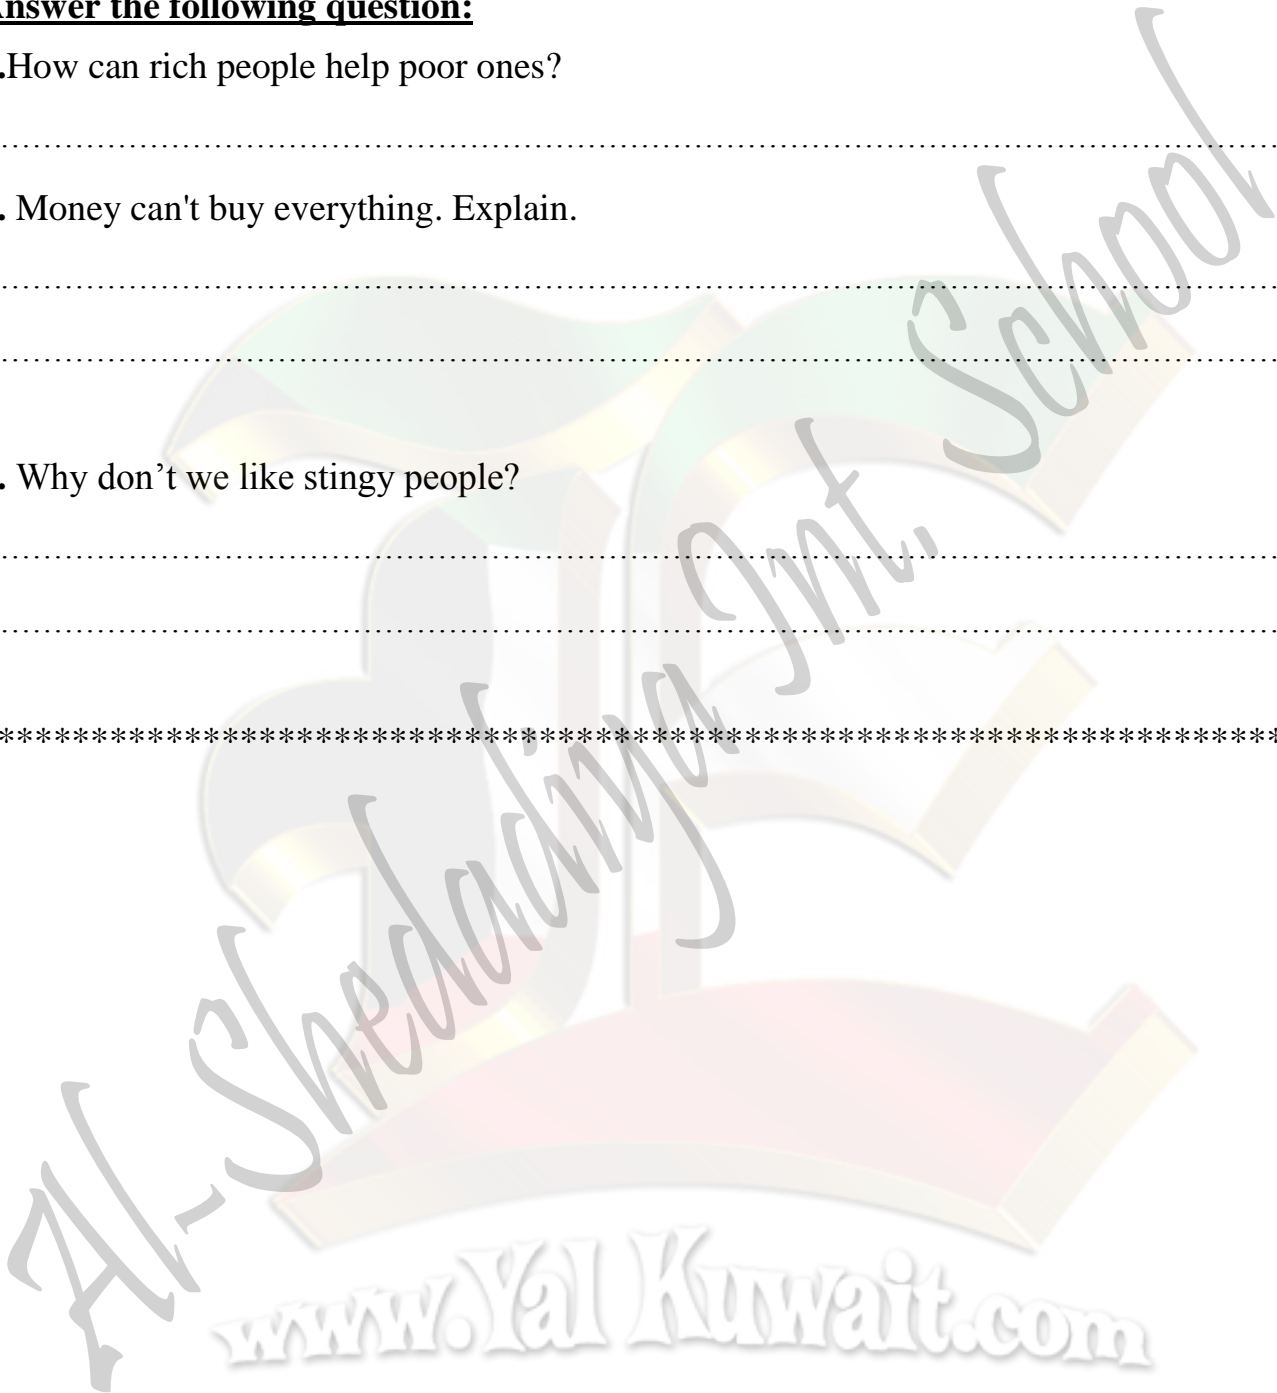 Answer the following question:
.How can rich people help poor ones?
........................................................................................................................
. Money can't buy everything. Explain.
........................................................................................................................
........................................................................................................................
. Why don’t we like stingy people?
........................................................................................................................
........................................................................................................................
*********************************************************************
Al-Shedadiya Int. School
www.Yal Kuwait.com